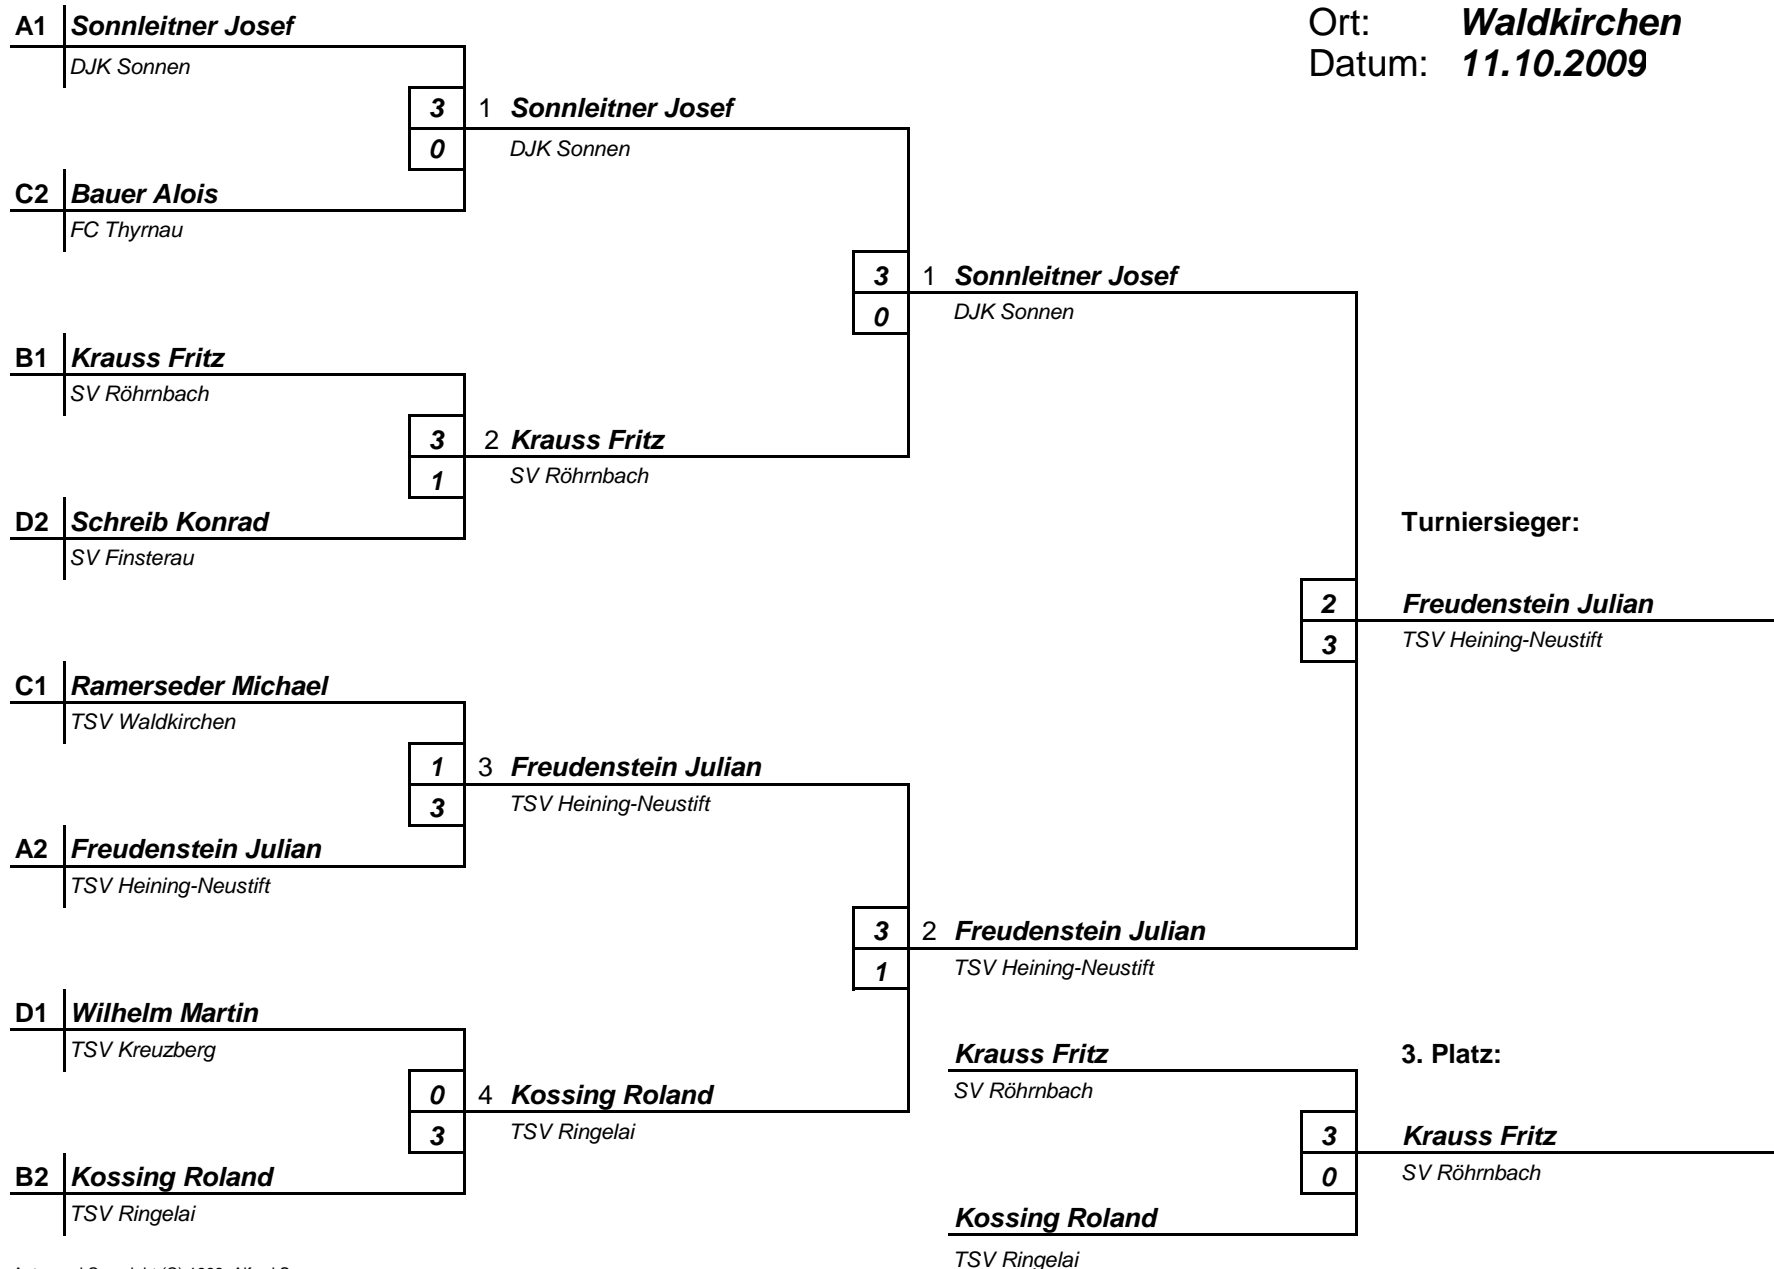 A1 Sonnleitner Josef
DJK Sonnen
Ort: Waldkirchen
Datum: 11.10.2009
3 1 Sonnleitner Josef
0 DJK Sonnen
C2 Bauer Alois
FC Thyrnau
3 1 Sonnleitner Josef
0 DJK Sonnen
B1 Krauss Fritz
SV Röhrnbach
3 2 Krauss Fritz
1 SV Röhrnbach
D2 Schreib Konrad
SV Finsterau
Turniersieger:
2 Freudenstein Julian
3 TSV Heining-Neustift
C1 Ramerseder Michael
TSV Waldkirchen
1 3 Freudenstein Julian
3 TSV Heining-Neustift
A2 Freudenstein Julian
TSV Heining-Neustift
3 2 Freudenstein Julian
1 TSV Heining-Neustift
D1 Wilhelm Martin
TSV Kreuzberg
Krauss Fritz
SV Röhrnbach
3. Platz:
0 4 Kossing Roland
3 TSV Ringelai
3 Krauss Fritz
0 SV Röhrnbach
B2 Kossing Roland
TSV Ringelai
Kossing Roland
TSV Ringelai